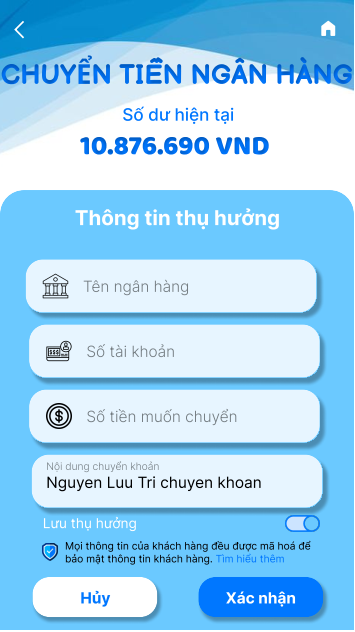 CHUYỂN TIỀN NGÂN HÀNG
Số dư hiện tại
10.876.690 VND
Thông tin thụ hưởng
Tên ngân hàng
Số tài khoản
Số tiền muốn chuyển
Nội dung chuyển khoản
Nguyen Luu Tri chuyen khoan
Lưu thụ hưởng
Mọi thông tin của khách hàng đều được mã hoá để
bảo mật thông tin khách hàng. Tìm hiểu thêm
Hủy
Xác nhận